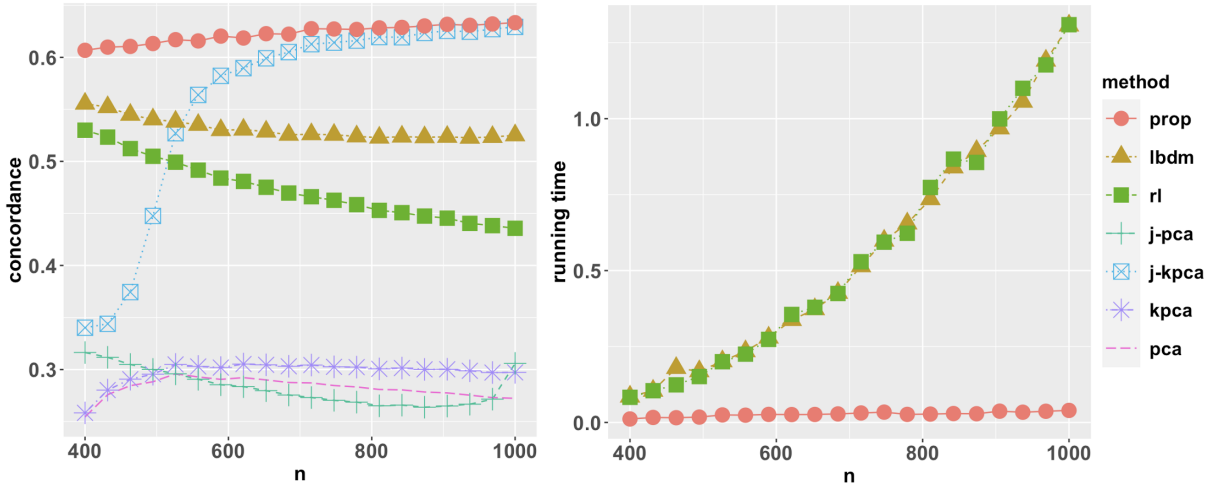 concordance
0.6
0.5
0.4
0.3
400
600
800
1000
n
running time
1.0
0.5
0.0
400
600
800
1000
n
method
prop
lbdm
rl
j-pca
j-kpca
kpca
pca